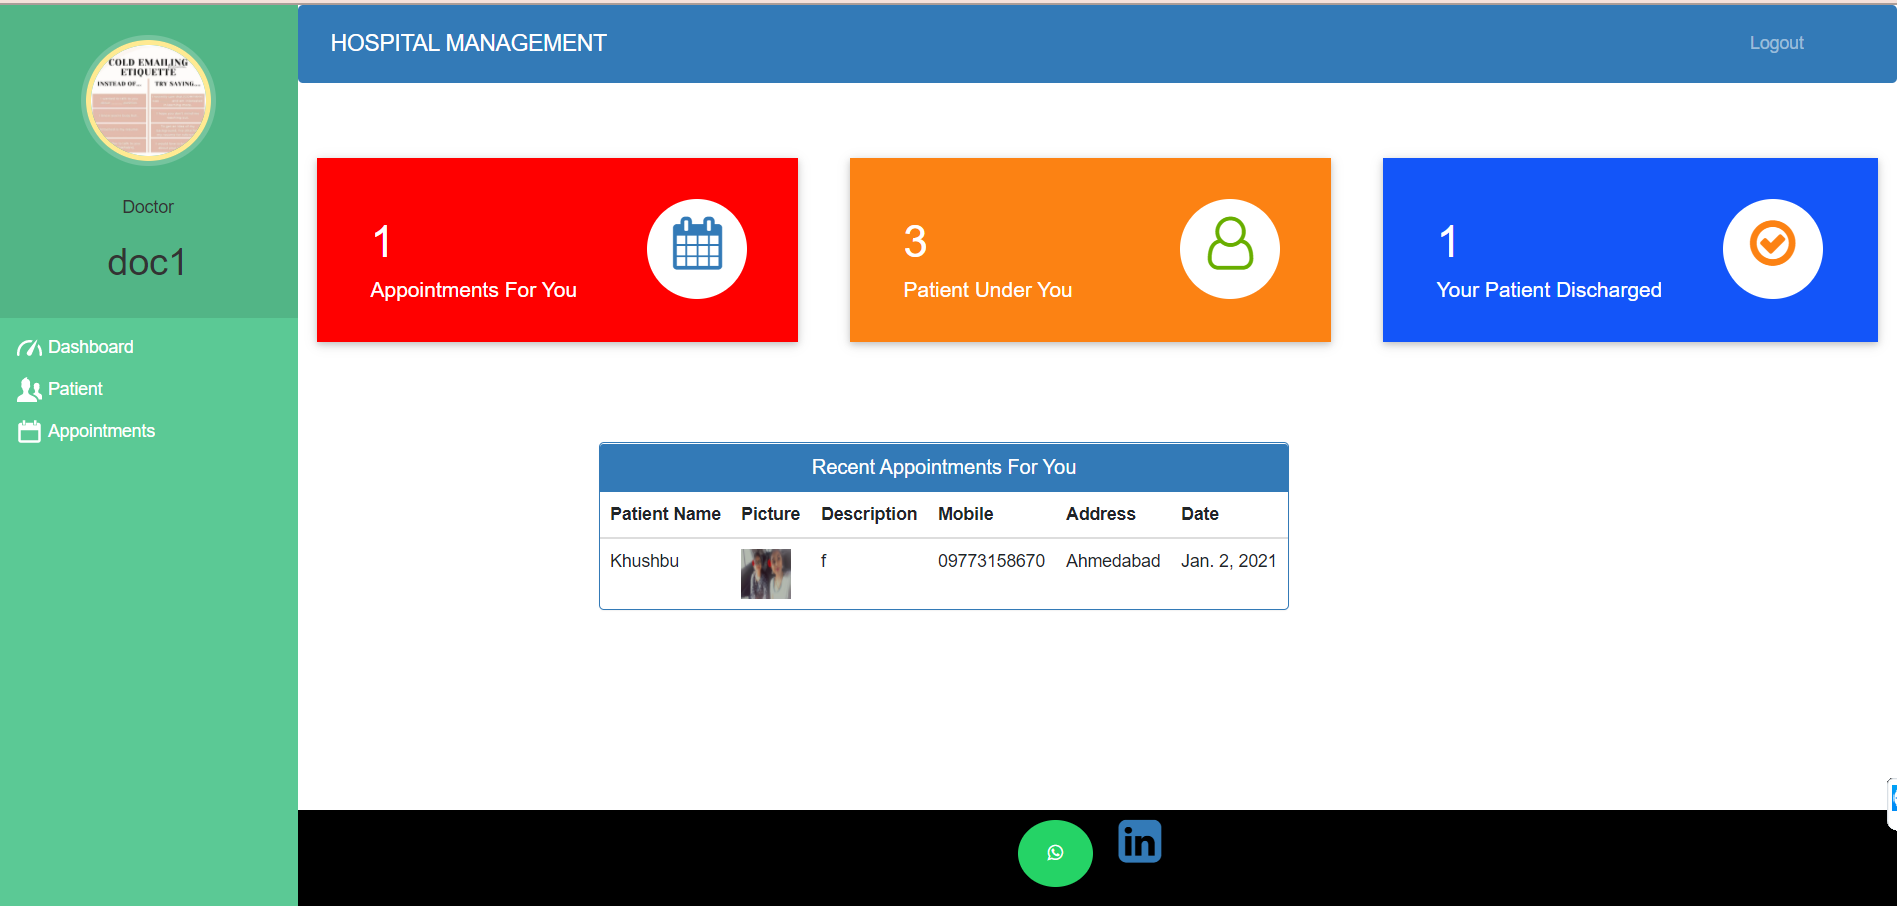 COLD EMAILING
ETIQUETTE
INSTEAD OF... TRY SAYING...
Doctor
doc1
Dashboard
Patient
Appointments
HOSPITAL MANAGEMENT
Logout
1
Appointments For You
3
Patient Under You
1
Your Patient Discharged
Recent Appointments For You
Patient Name Picture Description Mobile Address Date
Khushbu f 09773158670 Ahmedabad Jan. 2, 2021
in